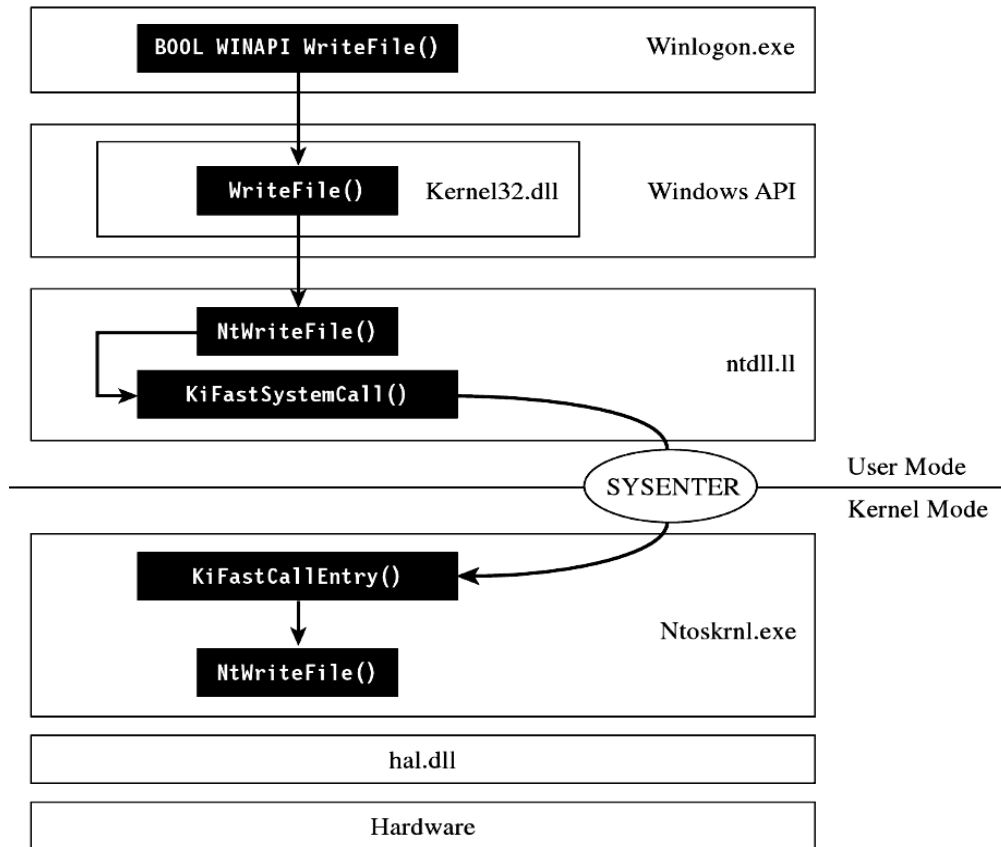 BOOL WINAPI WriteFile()
Winlogon.exe
WriteFile()
Kernel32.dll
Windows API
NtWriteFile()
ntdll.ll
KiFastSystemCall()
User Mode
SYSENTER
Kernel Mode
KiFastCallEntry()
Ntoskrnl.exe
NtWriteFile()
hal.dll
Hardware